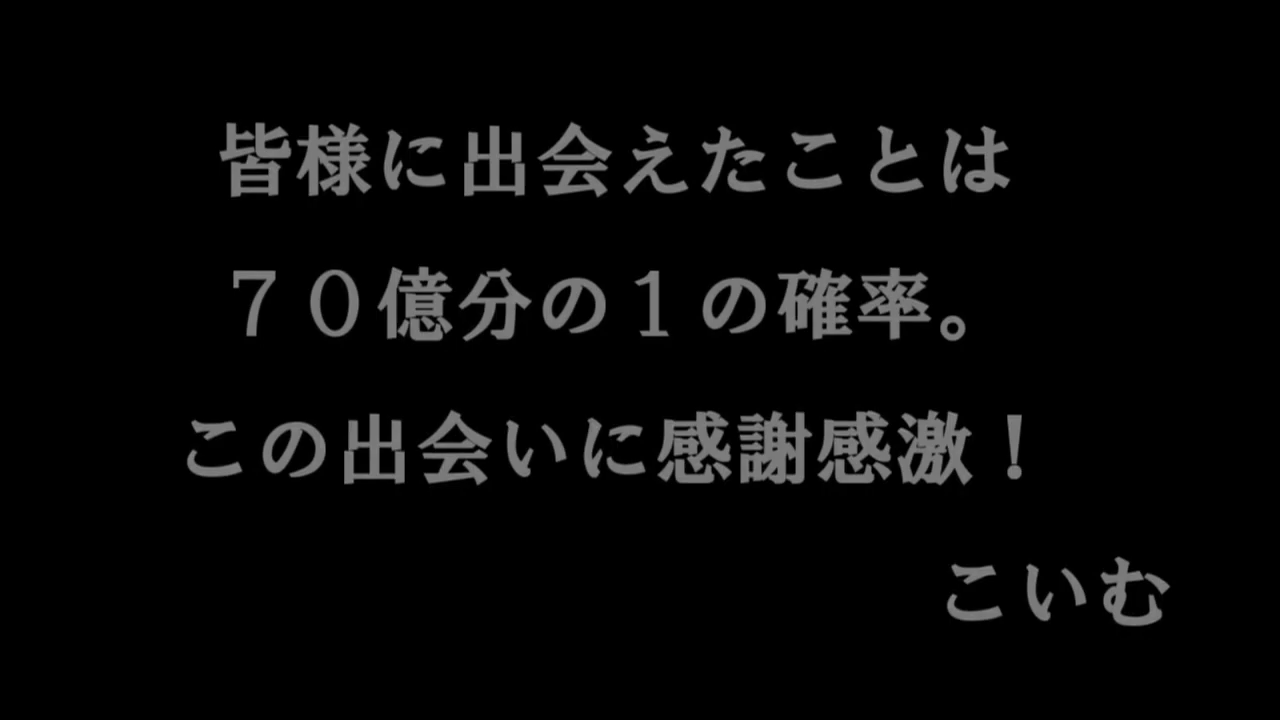 皆様に出会えたことは
７０億分の１の確率。
この出会いに感謝感激！
こいむ